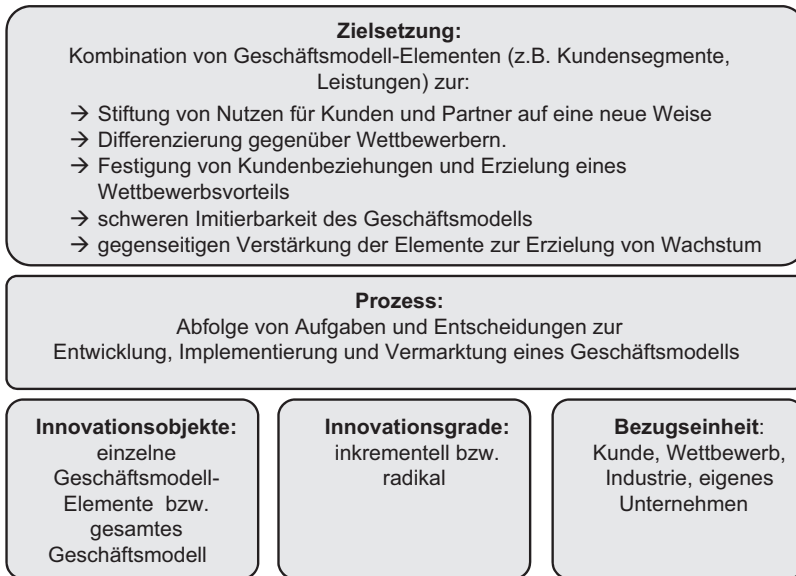 Zielsetzung:
Kombination von Geschäftsmodell-Elementen (z.B. Kundensegmente,
Leistungen) zur:
→ Stiftung von Nutzen für Kunden und Partner auf eine neue Weise
→ Differenzierung gegenüber Wettbewerbern.
→ Festigung von Kundenbeziehungen und Erzielung eines
Wettbewerbsvorteils
→ schweren Imitierbarkeit des Geschäftsmodells
→ gegenseitigen Verstärkung der Elemente zur Erzielung von Wachstum
Prozess:
Abfolge von Aufgaben und Entscheidungen zur
Entwicklung, Implementierung und Vermarktung eines Geschäftsmodells
Innovationsobjekte:
einzelne
Geschäftsmodell-
Elemente bzw.
gesamtes
Geschäftsmodell
Innovationsgrade:
inkrementell bzw.
radikal
Bezugseinheit:
Kunde, Wettbewerb,
Industrie, eigenes
Unternehmen